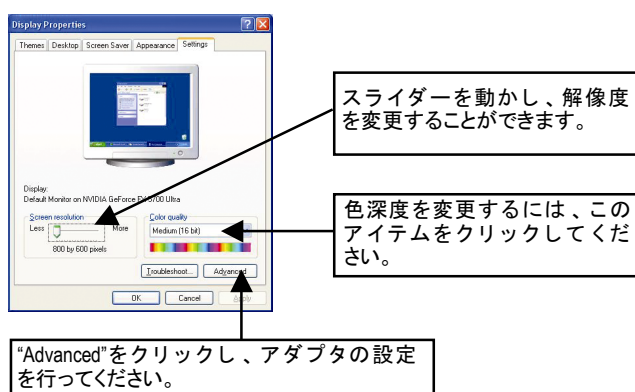 Display Properties
Themes Desktop Screen Saver Appearance Settings
Display:
Default Monitor on NVIDIA GeForce 5700 Ultra
Screen resolution
Less More
800 by 600 pixels
Color quality
Medium (16 bit)
Troubleshoot... Advanced
OK Cancel Apply
スライダーを動かし、解像度
を変更することができます。
色深度を変更するには、この
アイテムをクリックしてくだ
さい。
“Advanced”をクリックし、アダプタの設定
を行ってください。